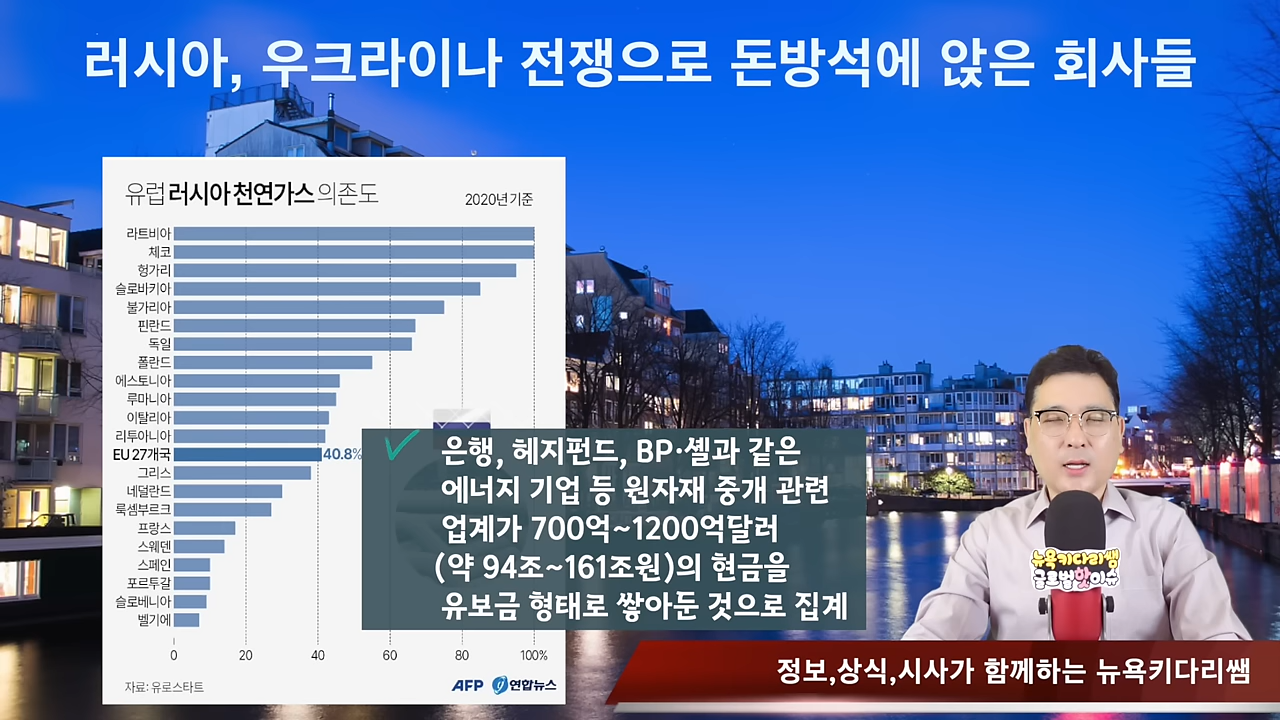 러시아, 우크라이나 전쟁으로 돈방석에 앉은 회사들
유럽 러시아 천연가스 의존도
2020년 기준
라트비아
체코
헝가리
슬로바키아
불가리아
핀란드
독일
폴란드
에스토니아
루마니아
이탈리아
리투아니아
EU 27개국 40.8%
그리스
네덜란드
룩셈부르크
프랑스
스웨덴
스페인
포르투갈
슬로베니아
벨기에
0 20 40 60 80 100%
자료: 유로스타트
AFP 연합뉴스
은행, 헤지펀드, BP·셸과 같은
에너지 기업 등 원자재 중개 관련
업계가 700억~1200억달러
(약 94조~161조원)의 현금을
유보금 형태로 쌓아둔 것으로 집계
뉴욕키다리쌤
글로벌핫이슈
정보,상식,시사가 함께하는 뉴욕키다리쌤